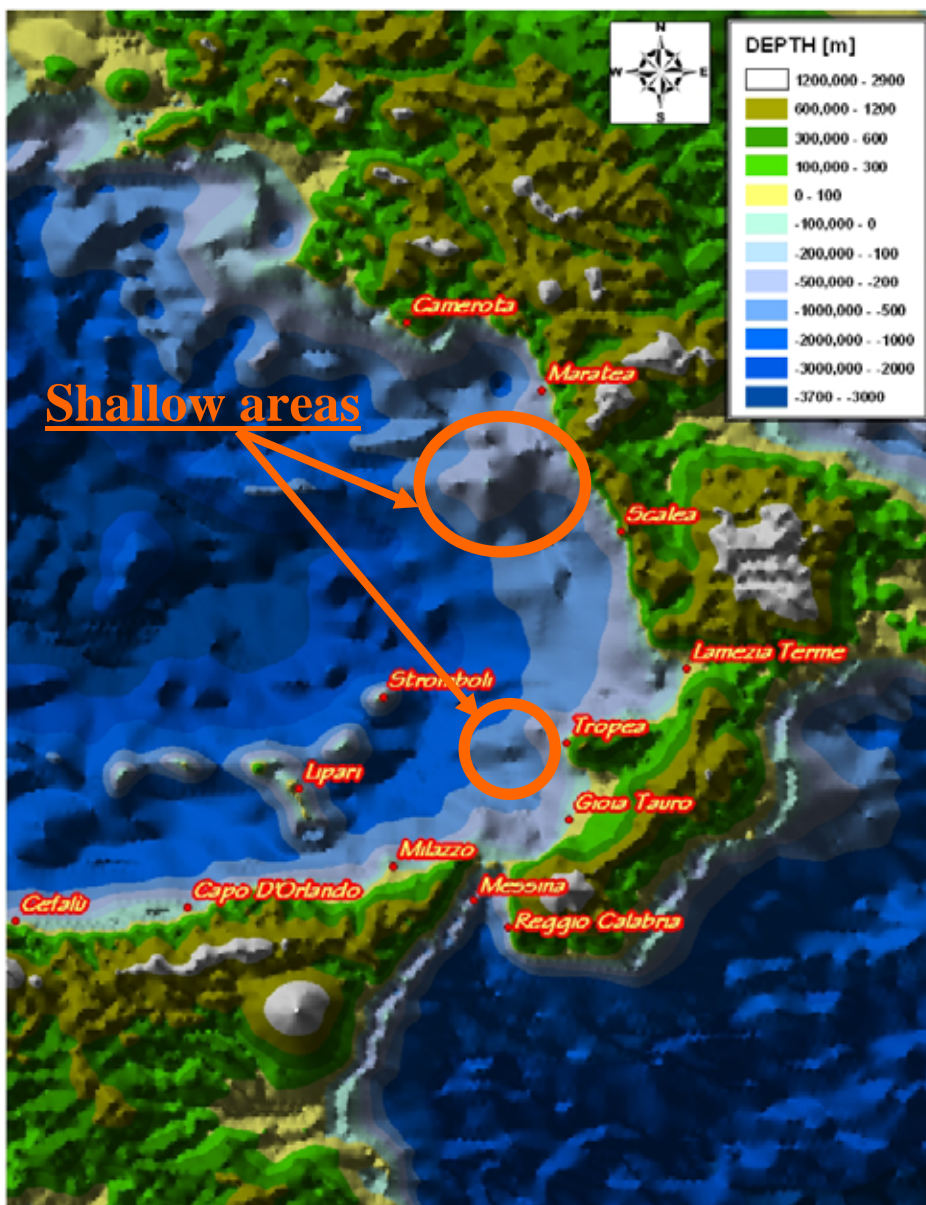 N
W E
S
DEPTH [m]
1200,000 - 2900
600,000 - 1200
300,000 - 600
100,000 - 300
0 - 100
-100,000 - 0
-200,000 - -100
-500,000 - -200
-1000,000 - -500
-2000,000 - -1000
-3000,000 - -2000
-3700 - -3000
Camerota
Maratea
Shallow areas
Scalea
Lamezia Terme
Stromboli
Tropea
Lipari
Gioia Tauro
Milazzo
Capo D'Orlando
Messina
Cefalù
Reggio Calabria